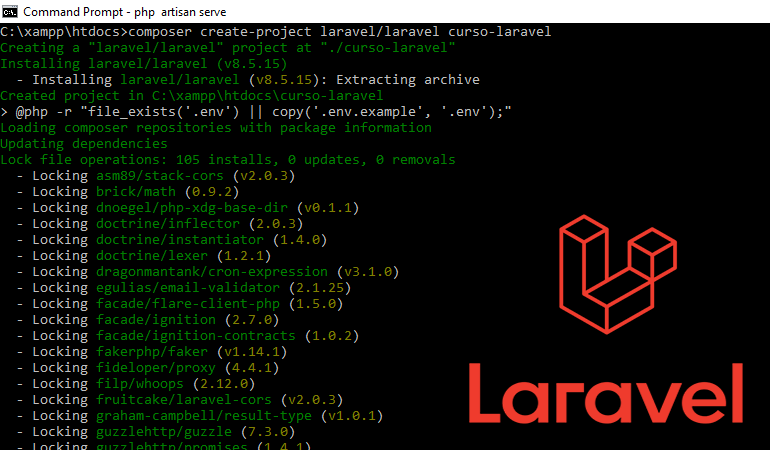 Command Prompt - php  artisan serve
C:\xampp\htdocs>composer create-project laravel/laravel curso-laravel
Creating a "laravel/laravel" project at "./curso-laravel"
Installing laravel/laravel (v8.5.15)
  - Installing laravel/laravel (v8.5.15): Extracting archive
Created project in C:\xampp\htdocs\curso-laravel
> @php -r "file_exists('.env') || copy('.env.example', '.env');"
Loading composer repositories with package information
Updating dependencies
Lock file operations: 105 installs, 0 updates, 0 removals
  - Locking asm89/stack-cors (v2.0.3)
  - Locking brick/math (0.9.2)
  - Locking dnoegel/php-xdg-base-dir (v0.1.1)
  - Locking doctrine/inflector (2.0.3)
  - Locking doctrine/instantiator (1.4.0)
  - Locking doctrine/lexer (1.2.1)
  - Locking dragonmantank/cron-expression (v3.1.0)
  - Locking egulias/email-validator (2.1.25)
  - Locking facade/flare-client-php (1.5.0)
  - Locking facade/ignition (2.7.0)
  - Locking facade/ignition-contracts (1.0.2)
  - Locking fakerphp/faker (v1.14.1)
  - Locking fideloper/proxy (4.4.1)
  - Locking filp/whoops (2.12.0)
  - Locking fruitcake/laravel-cors (v2.0.3)
  - Locking graham-campbell/result-type (v1.0.1)
  - Locking guzzlehttp/guzzle (7.3.0)
  - Locking guzzlehttp/promises (1.4.1)
Laravel